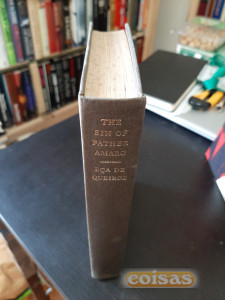 THE
SIN OF
FATHER
AMARO
EÇA DE
QUEIROZ
coisas